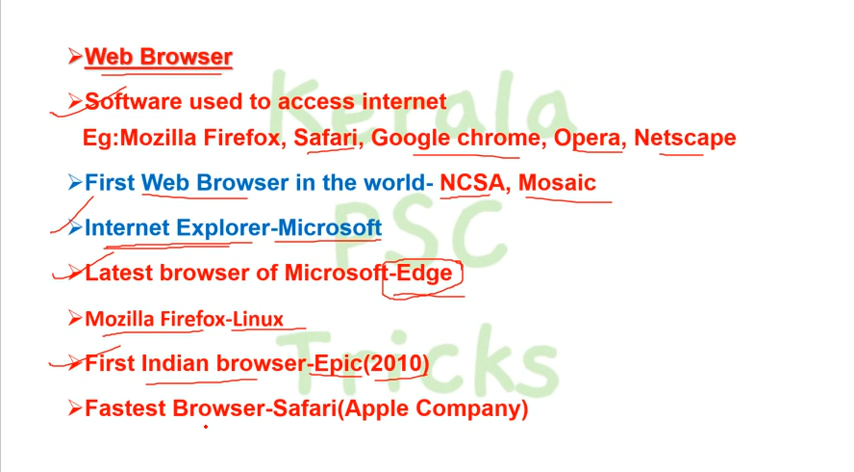 ➢Web Browser
➢Software used to access internet
Eg:Mozilla Firefox, Safari, Google chrome, Opera, Netscape
➢First Web Browser in the world- NCSA, Mosaic
➢Internet Explorer-Microsoft
➢Latest browser of Microsoft-Edge
➢Mozilla Firefox-Linux
➢First Indian browser-Epic(2010)
➢Fastest Browser-Safari(Apple Company)
Kerala
PSC
Tricks